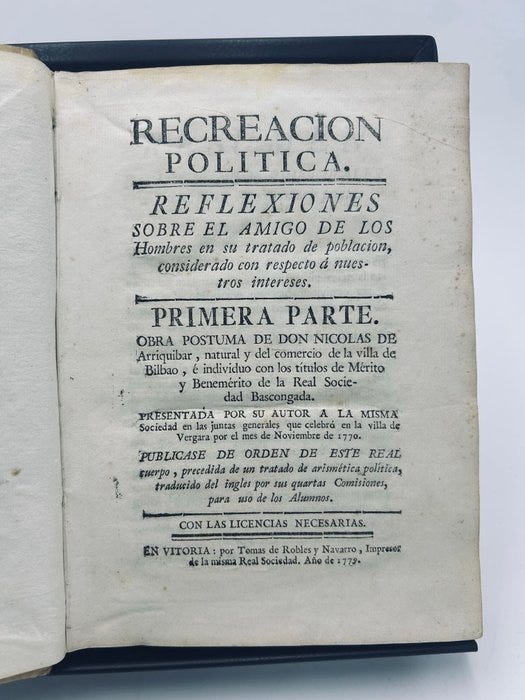 RECREACION
POLITICA.
REFLEXIONES
SOBRE EL AMIGO DE LOS
Hombres en su tratado de poblacion,
considerado con respecto á nues-
tros intereses.
PRIMERA PARTE.
OBRA POSTUMA DE DON NICOLAS DE
Arriquibar, natural y del comercio de la villa de
Bilbao, é individuo con los títulos de Mérito
y Benemérito de la Real Socie-
dad Bascongada.
PRESENTADA POR SU AUTOR A LA MISMA
Sociedad en las juntas generales que celebró en la villa de
Vergara por el mes de Noviembre de 1770.
PUBLICASE DE ORDEN DE ESTE REAL
cuerpo, precedida de un tratado de arismética política,
traducido del ingles por sus quartas Comisiones,
para uso de los Alumnos.
CON LAS LICENCIAS NECESARIAS.
EN VITORIA: por Tomas de Robles y Navarro, Impresor
de la misma Real Sociedad. Año de 1779.